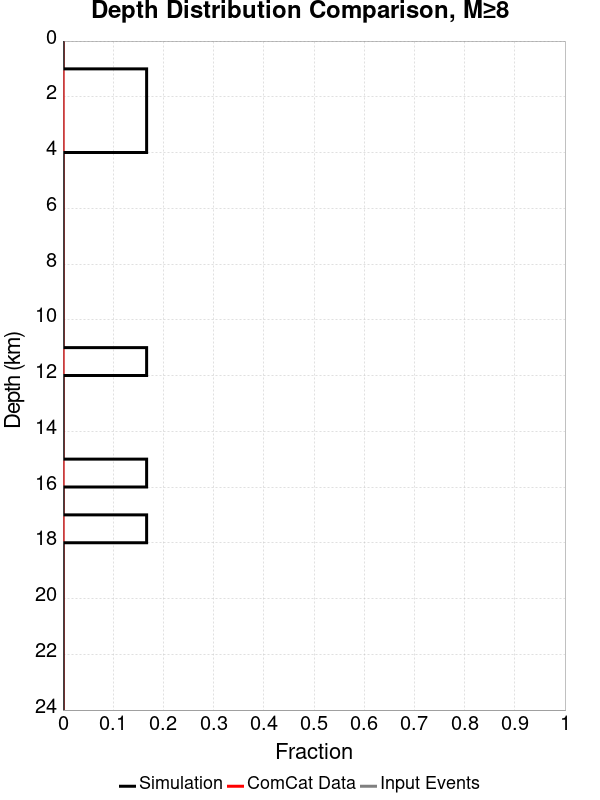 Depth Distribution Comparison, M≥8
0
2
4
6
8
10
12
14
16
18
20
22
24
Depth (km)
0 0.1 0.2 0.3 0.4 0.5 0.6 0.7 0.8 0.9 1
Fraction
Simulation ComCat Data Input Events